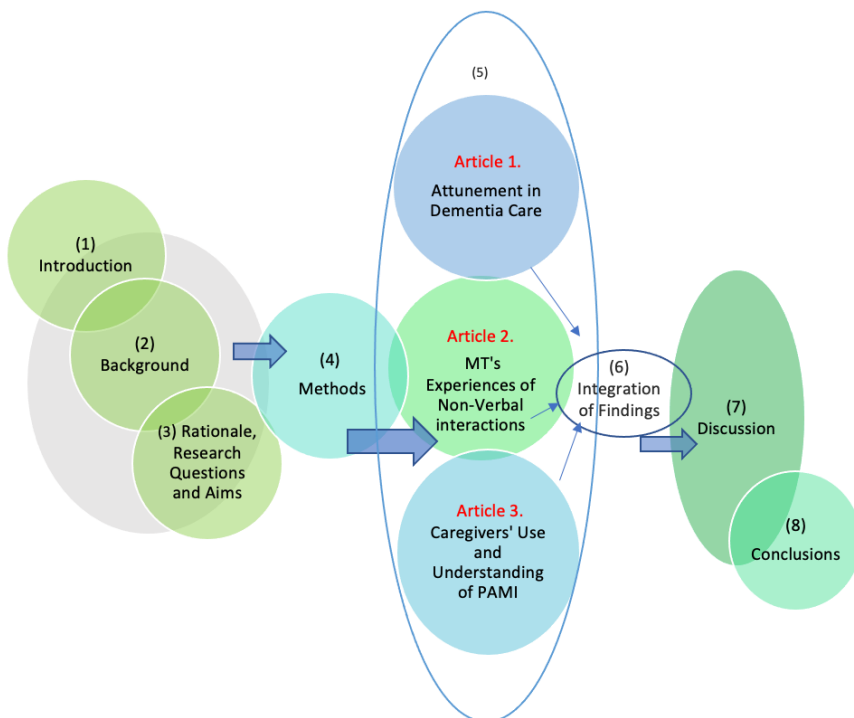 (1)
Introduction
(2)
Background
(3) Rationale,
Research
Questions
and Aims
(4)
Methods
(5)
Article 1.
Attunement in
Dementia Care
Article 2.
MT's
Experiences of
Non-Verbal
interactions
Article 3.
Caregivers' Use
and
Understanding
of PAMI
(6)
Integration
of Findings
(7)
Discussion
(8)
Conclusions